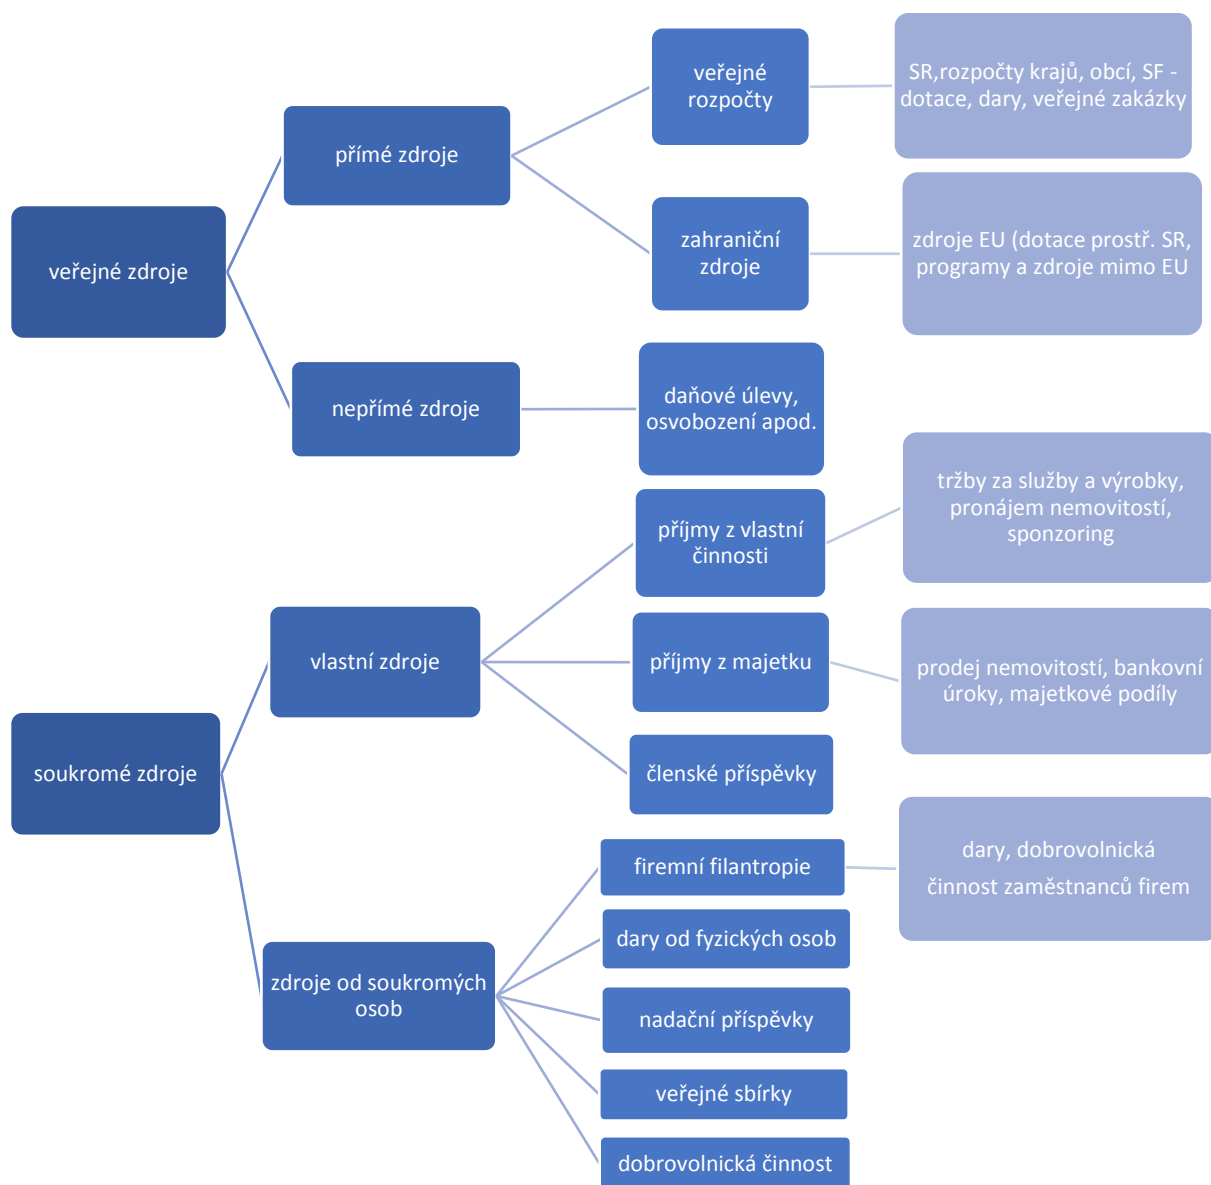 veřejné zdroje
přímé zdroje
veřejné
rozpočty
SR,rozpočty krajů, obcí, SF -
dotace, dary, veřejné zakázky
zahraniční
zdroje
zdroje EU (dotace prostř. SR,
programy a zdroje mimo EU
nepřímé zdroje
daňové úlevy,
osvobození apod.
soukromé zdroje
vlastní zdroje
příjmy z vlastní
činnosti
tržby za služby a výrobky,
pronájem nemovitostí,
sponzoring
příjmy z majetku
prodej nemovitostí, bankovní
úroky, majetkové podíly
členské příspěvky
zdroje od soukromých
osob
firemní filantropie
dary, dobrovolnická
činnost zaměstnanců firem
dary od fyzických osob
nadační příspěvky
veřejné sbírky
dobrovolnická činnost